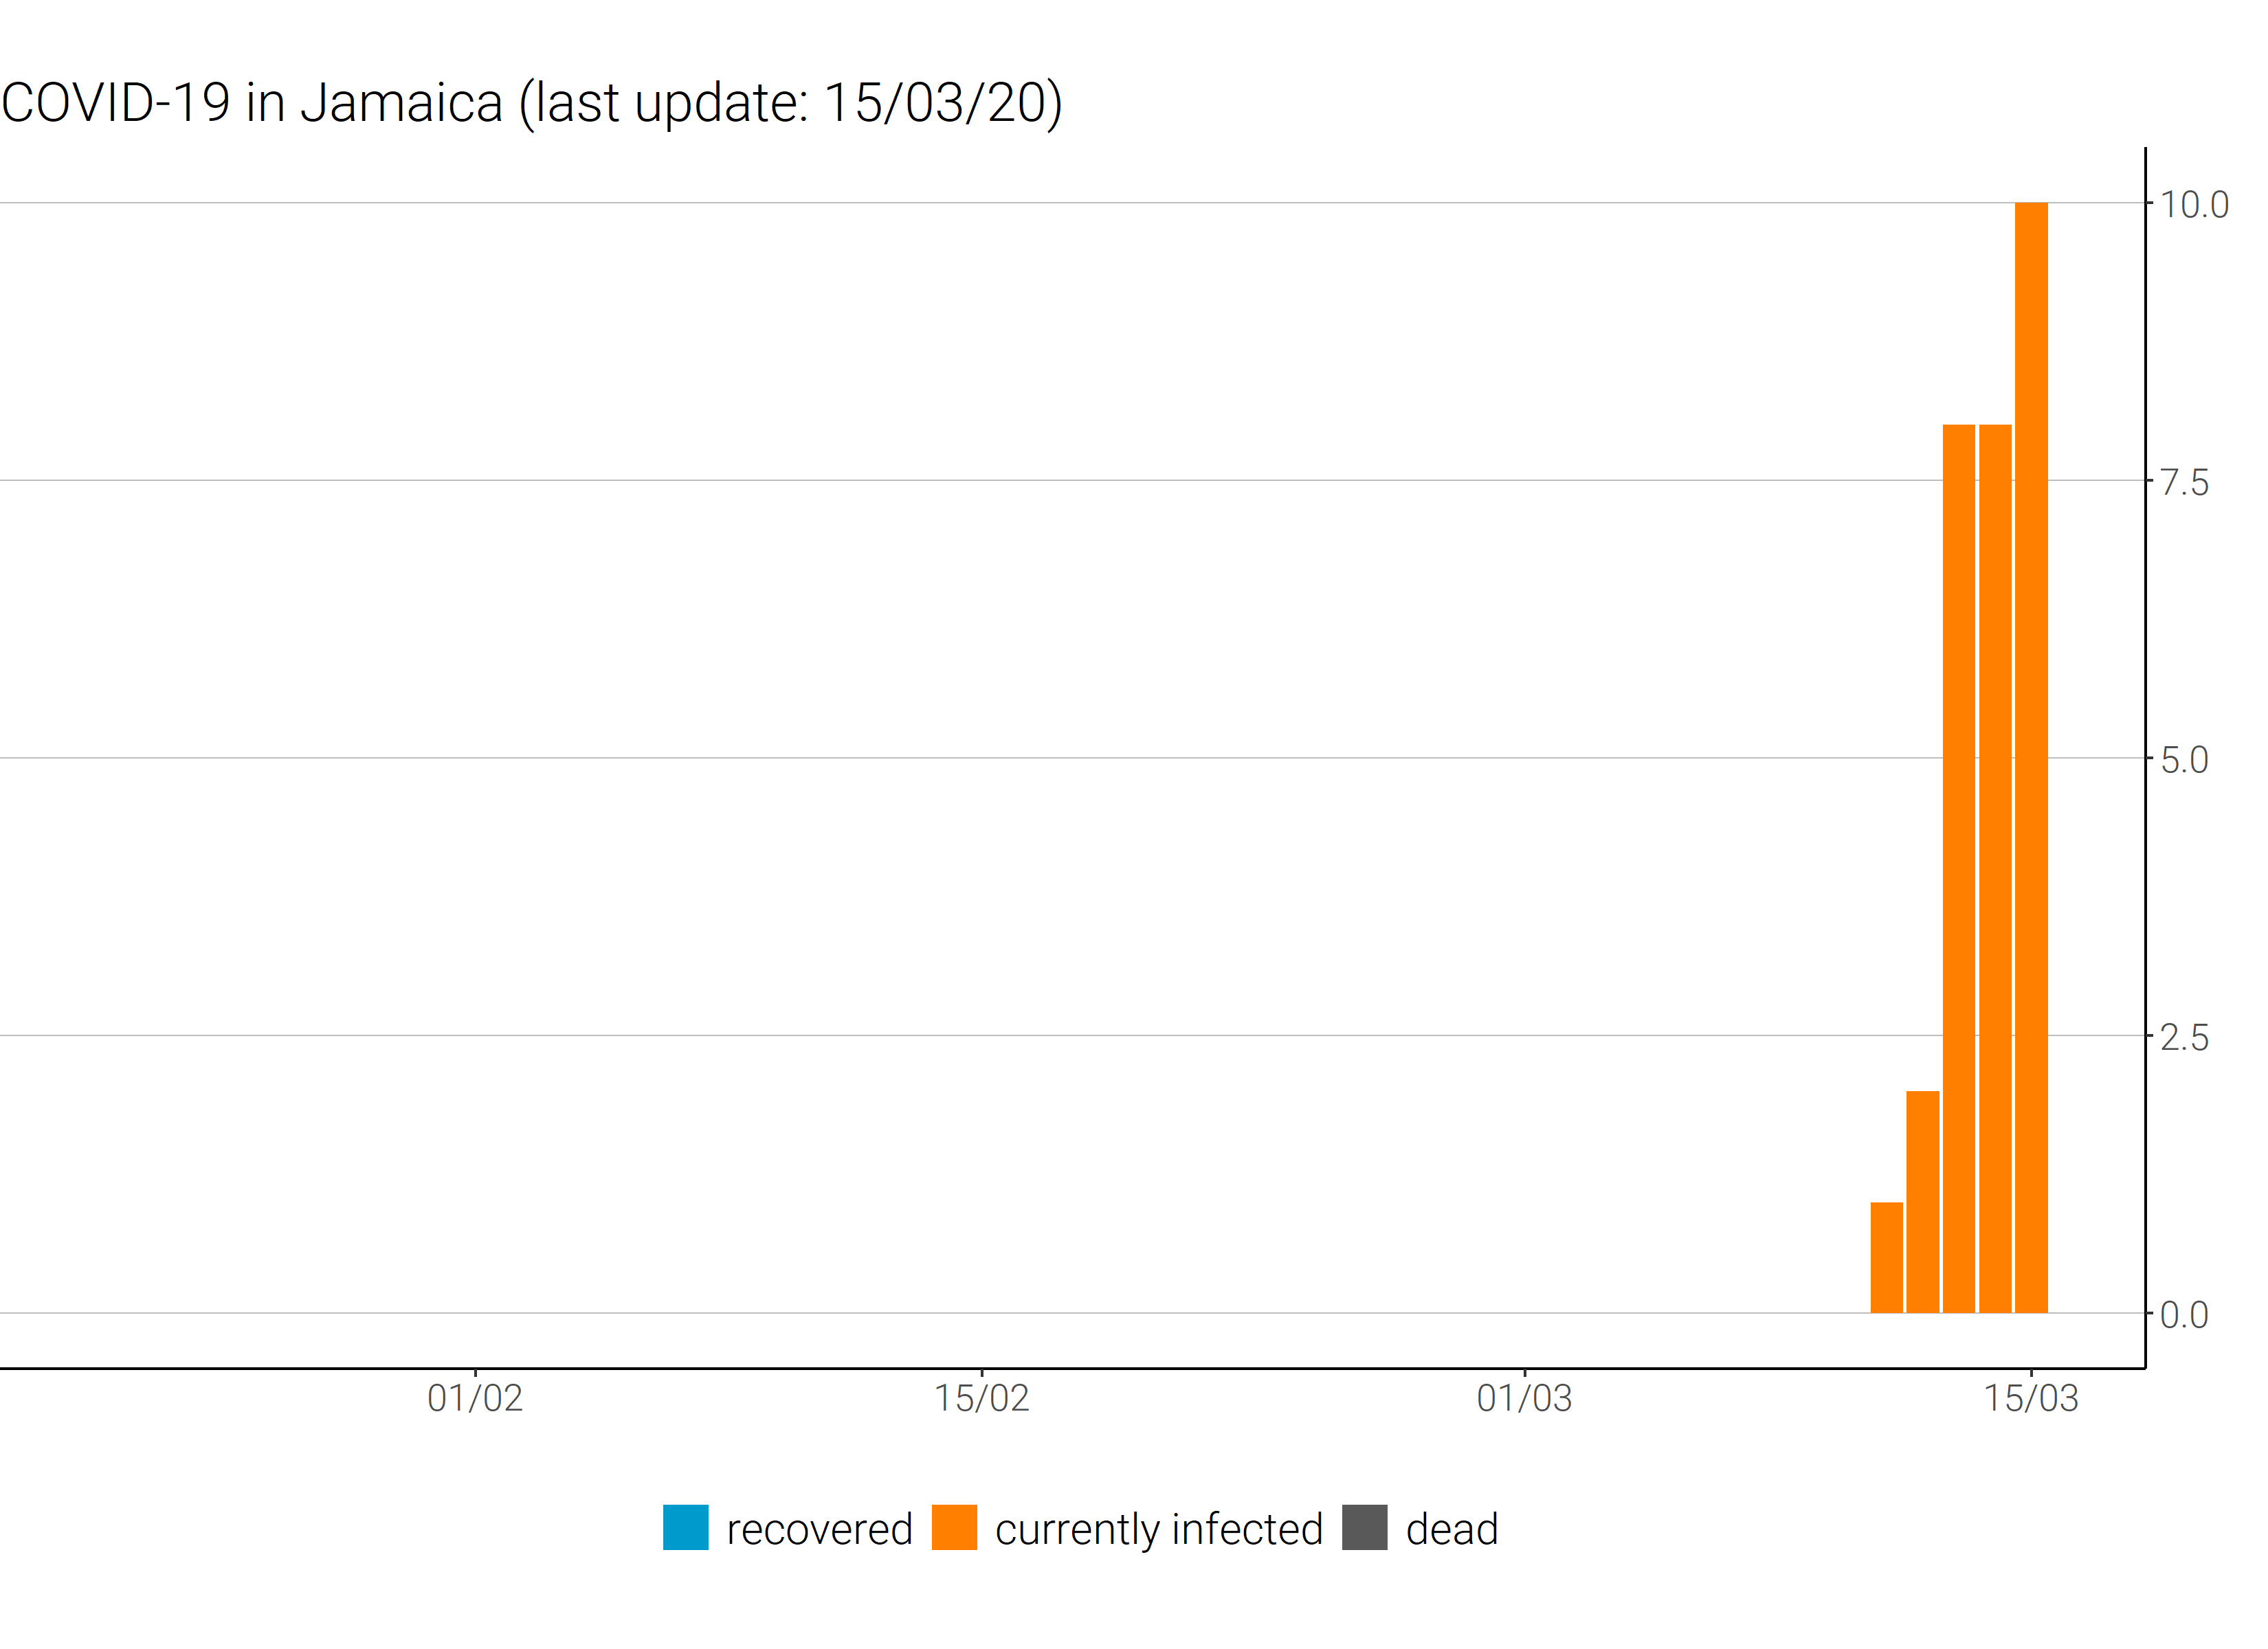 COVID-19 in Jamaica (last update: 15/03/20)
10.0
7.5
5.0
2.5
0.0
01/02 15/02 01/03 15/03
recovered currently infected dead